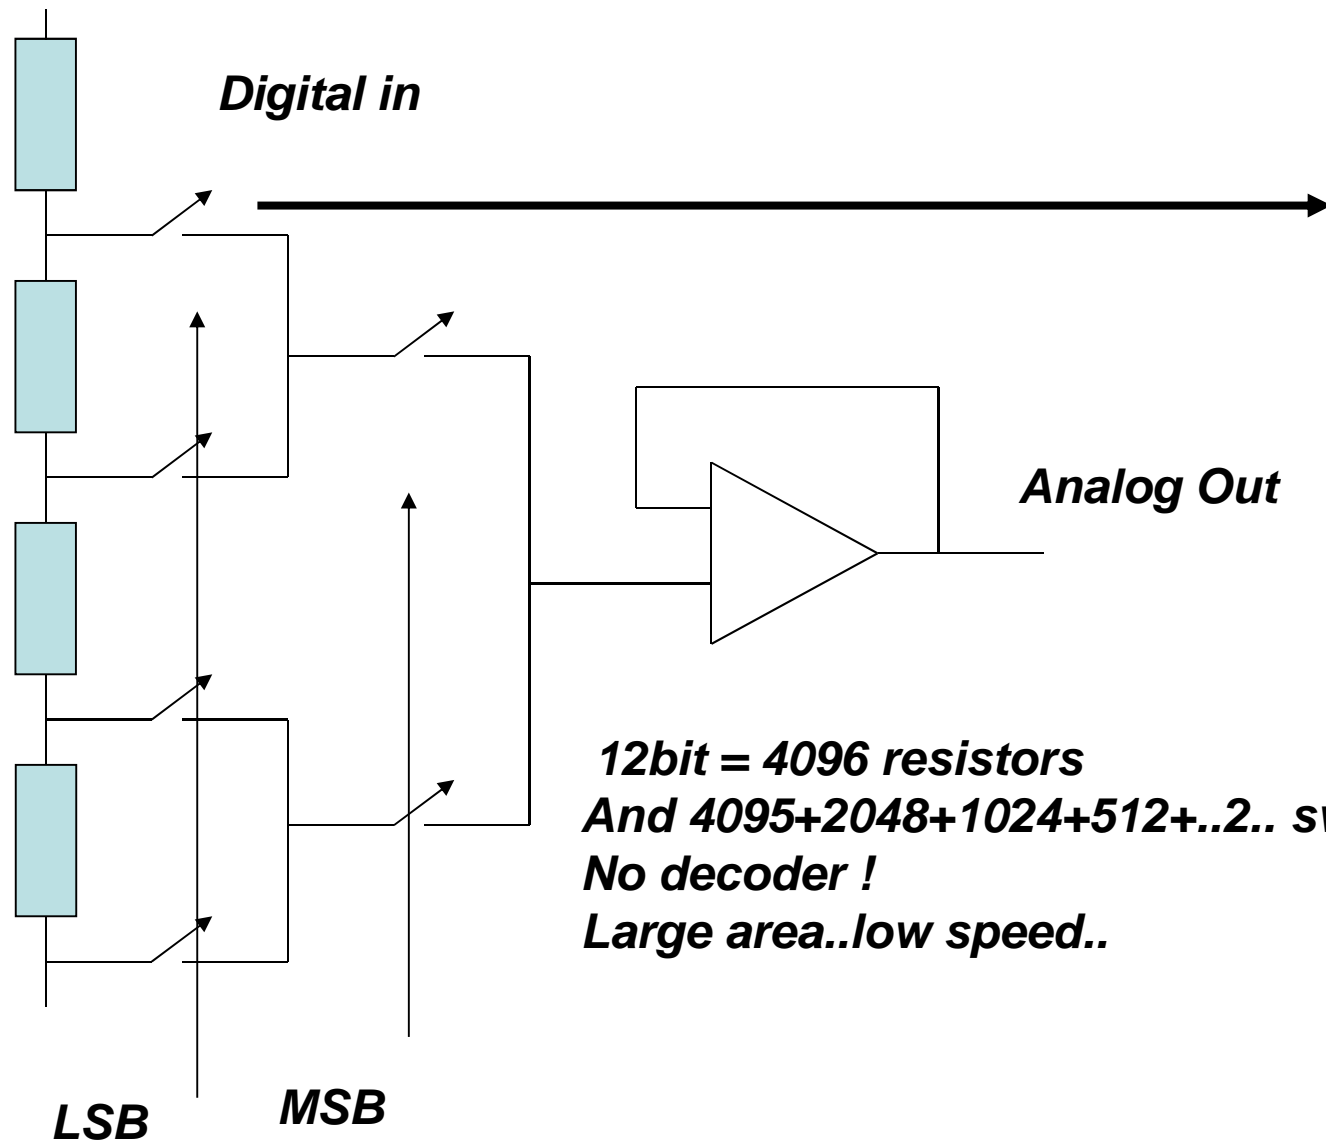 Digital in
Analog Out
12bit = 4096 resistors
And 4095+2048+1024+512+..2..
No decoder !
Large area..low speed..
MSB
LSB